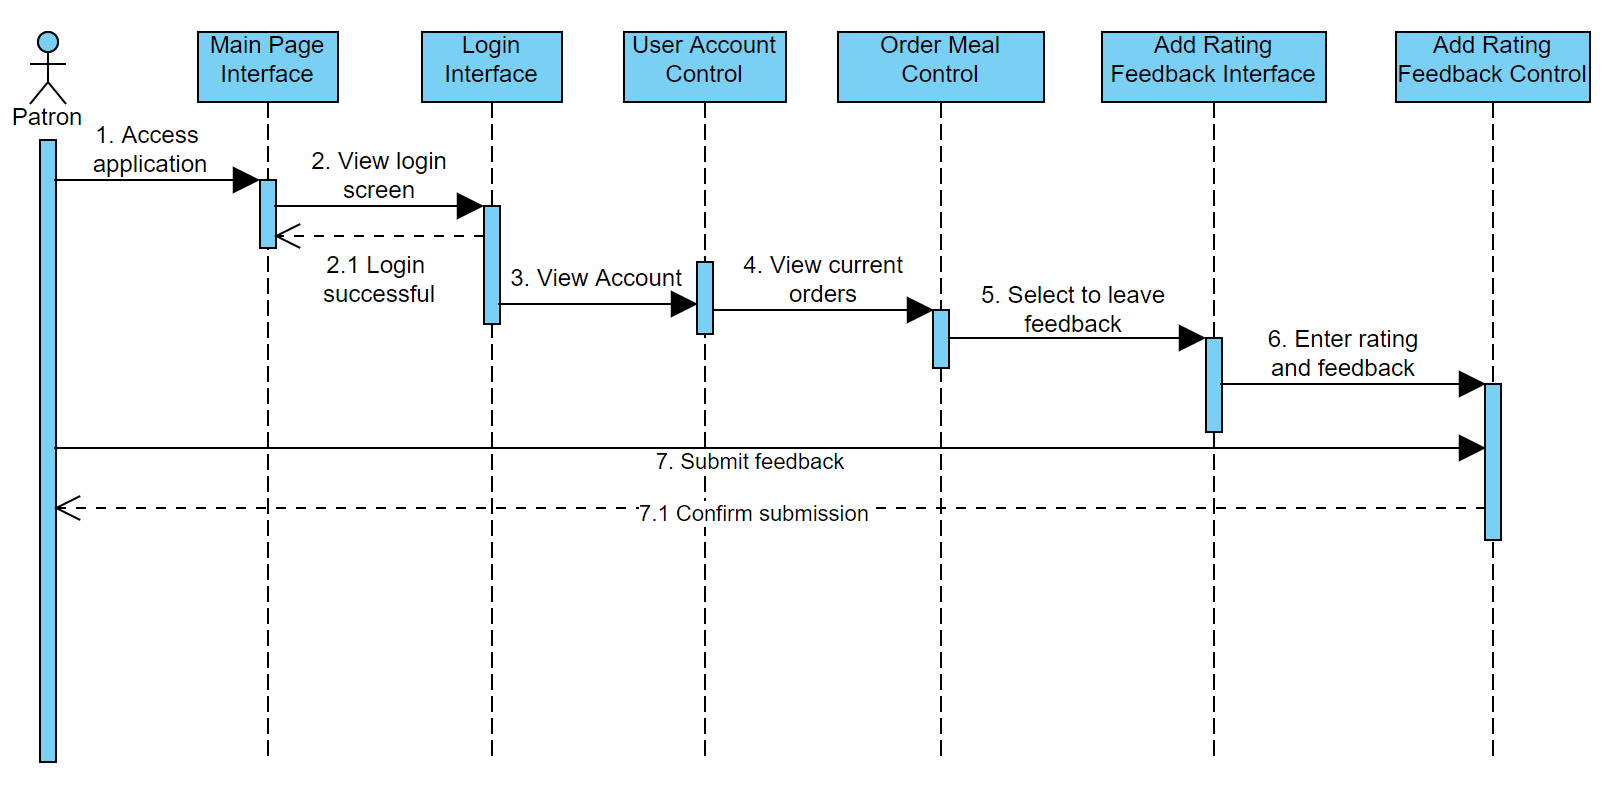 Patron
Main Page
Interface
Login
Interface
User Account
Control
Order Meal
Control
Add Rating
Feedback Interface
Add Rating
Feedback Control
1. Access
application
2. View login
screen
2.1 Login
successful
3. View Account
4. View current
orders
5. Select to leave
feedback
6. Enter rating
and feedback
7. Submit feedback
7.1 Confirm submission